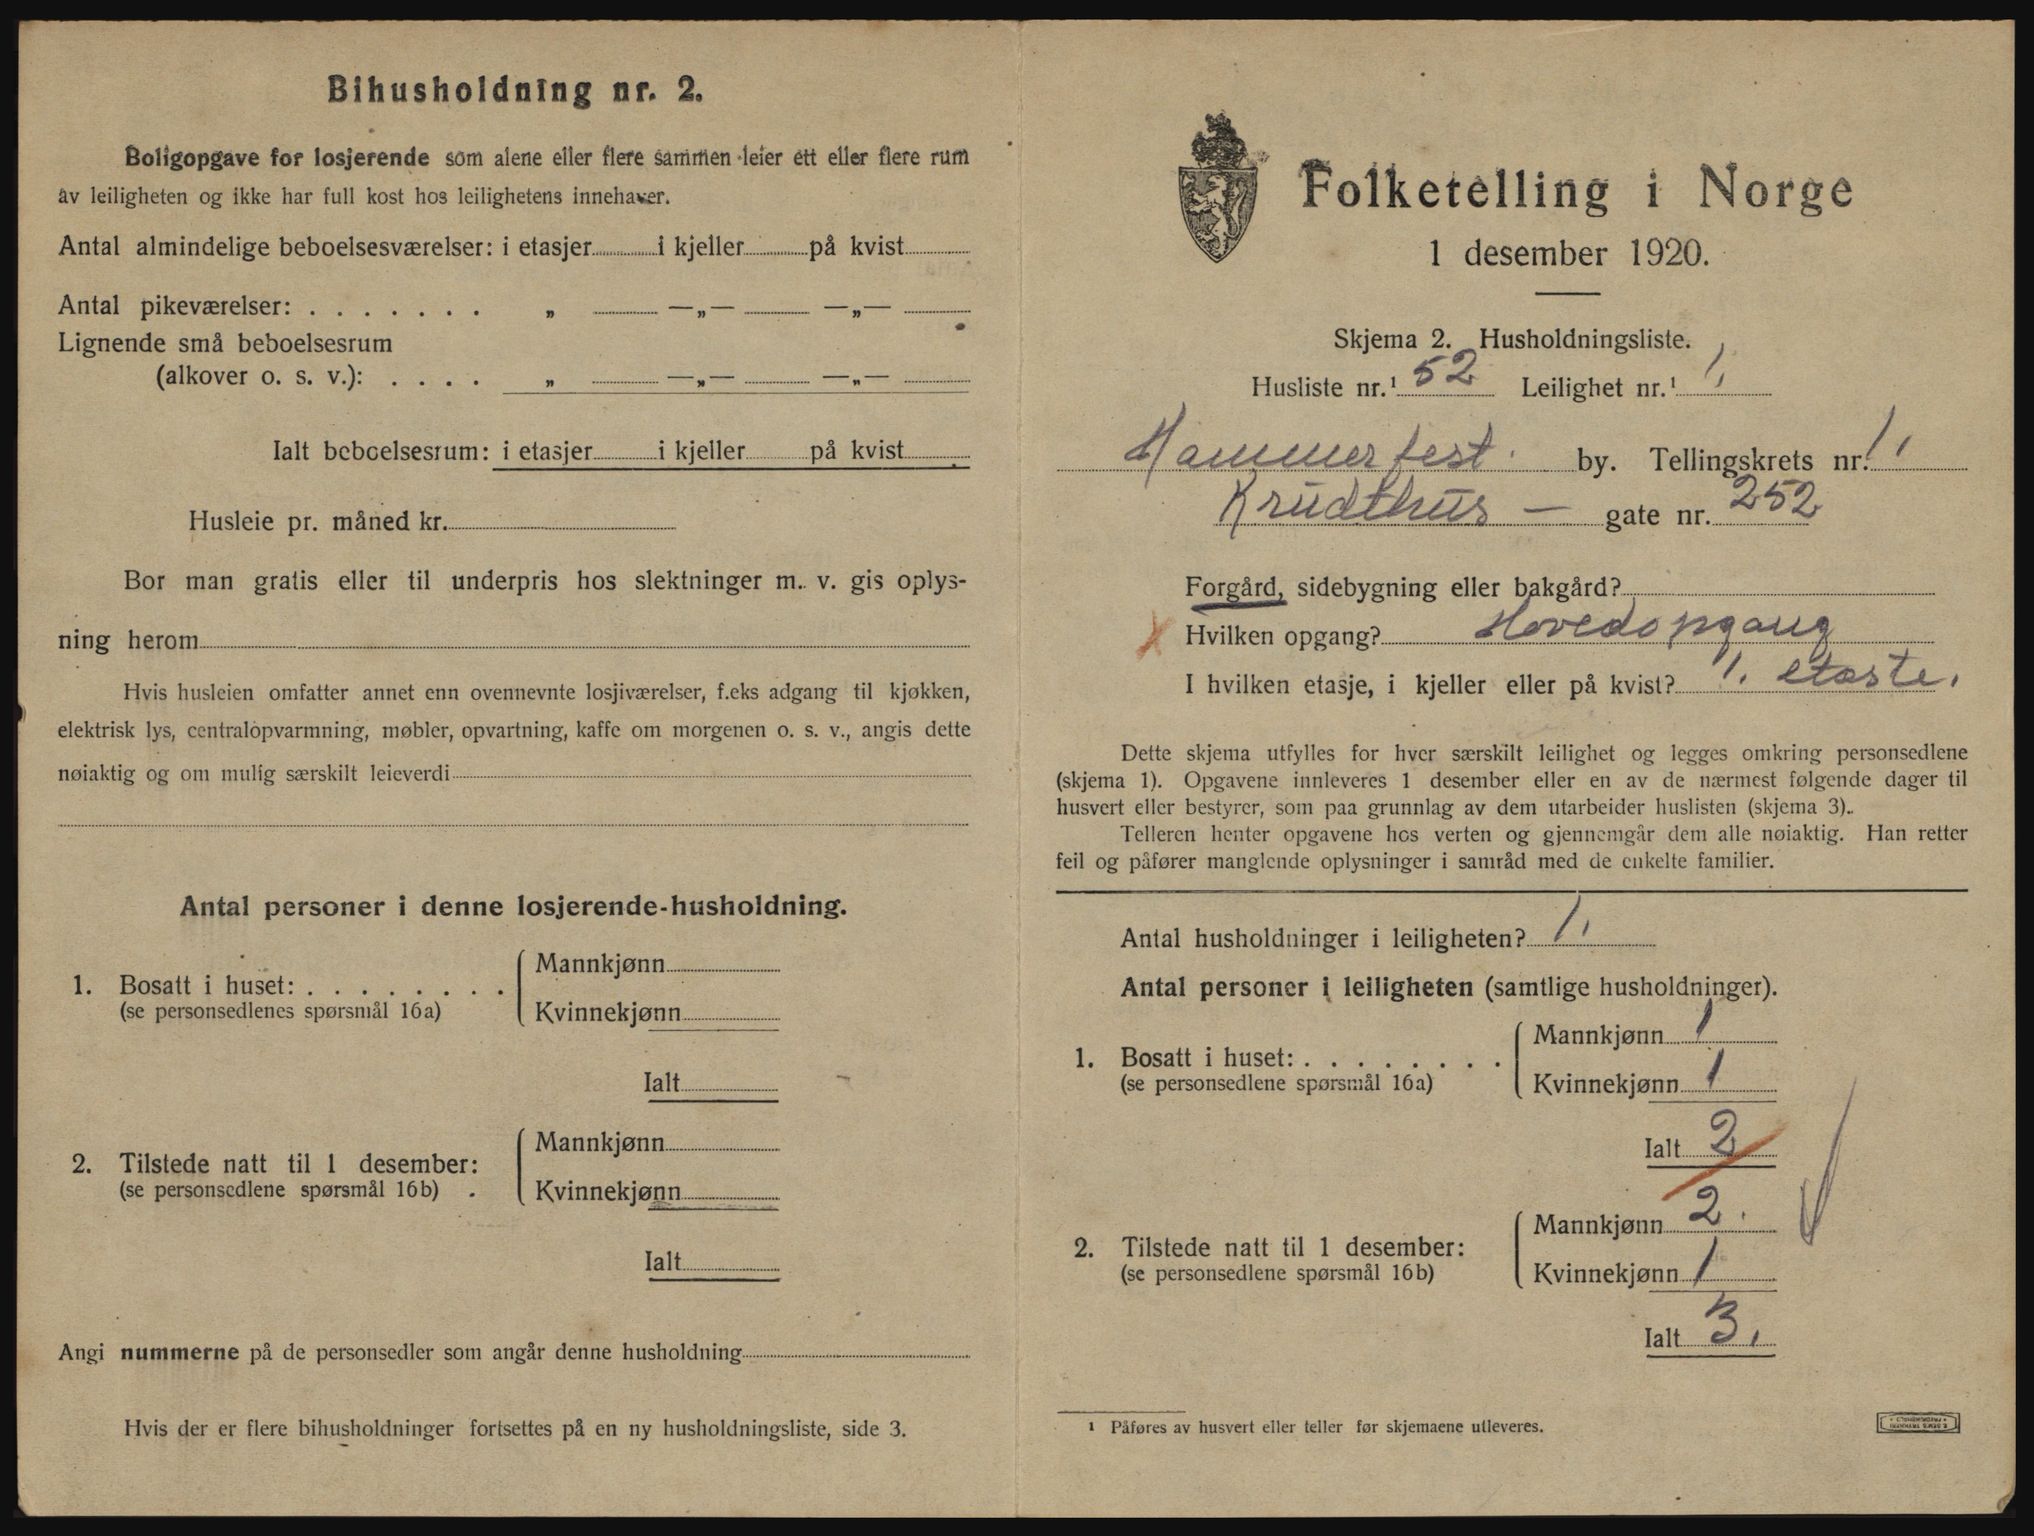 Bihusholdning nr. 2.
Boligopgave for losjerende som alene eller flere sammen leier ett eller flere rum
av leiligheten og ikke har full kost hos leilighetens innehaver.
Antal almindelige beboelsesværelser: i etasjer i kjeller på kvist
Antal pikeværelser: . . . . . . . „ —„— —„—
Lignende små beboelsesrum
(alkover o. s. v.): . . . . „ —„— —„—
Ialt beboelsesrum: i etasjer i kjeller på kvist
Husleie pr. måned kr.
Bor man gratis eller til underpris hos slektninger m. v. gis oplys-
ning herom
Hvis husleien omfatter annet enn ovennevnte losjiværelser, f.eks adgang til kjøkken,
elektrisk lys, centralopvarmning, møbler, opvartning, kaffe om morgenen o. s. v., angis dette
nøiaktig og om mulig særskilt leieverdi
Antal personer i denne losjerende-husholdning.
1. Bosatt i huset: . . . . . . . . Mannkjønn
(se personsedlenes spørsmål 16a) Kvinnekjønn
Ialt
2. Tilstede natt til 1 desember: Mannkjønn
(se personsedlene spørsmål 16b) . Kvinnekjønn
Ialt
Angi nummerne på de personsedler som angår denne husholdning
Hvis der er flere bihusholdninger fortsettes på en ny husholdningsliste, side 3.
Folketelling i Norge
1 desember 1920.
Skjema 2. Husholdningsliste.
Husliste nr.¹ 52 Leilighet nr.¹ 1.
Hammerfest. by. Tellingskrets nr. 1.
Krudthus — gate nr. 252
Forgård, sidebygning eller bakgård?
X Hvilken opgang? Hovedopgang
I hvilken etasje, i kjeller eller på kvist? 1. etaste.
Dette skjema utfylles for hver særskilt leilighet og legges omkring personsedlene
(skjema 1). Opgavene innleveres 1 desember eller en av de nærmest følgende dager til
husvert eller bestyrer, som paa grunnlag av dem utarbeider huslisten (skjema 3).
Telleren henter opgavene hos verten og gjennemgår dem alle nøiaktig. Han retter
feil og påfører manglende oplysninger i samråd med de enkelte familier.
Antal husholdninger i leiligheten? 1.
Antal personer i leiligheten (samtlige husholdninger).
1. Bosatt i huset: . . . . . . . . Mannkjønn 1
(se personsedlene spørsmål 16a) Kvinnekjønn 1
Ialt 2
2. Tilstede natt til 1 desember: Mannkjønn 2.
(se personsedlene spørsmål 16b) Kvinnekjønn 1
Ialt 3.
¹ Påføres av husvert eller teller før skjemaene utleveres.